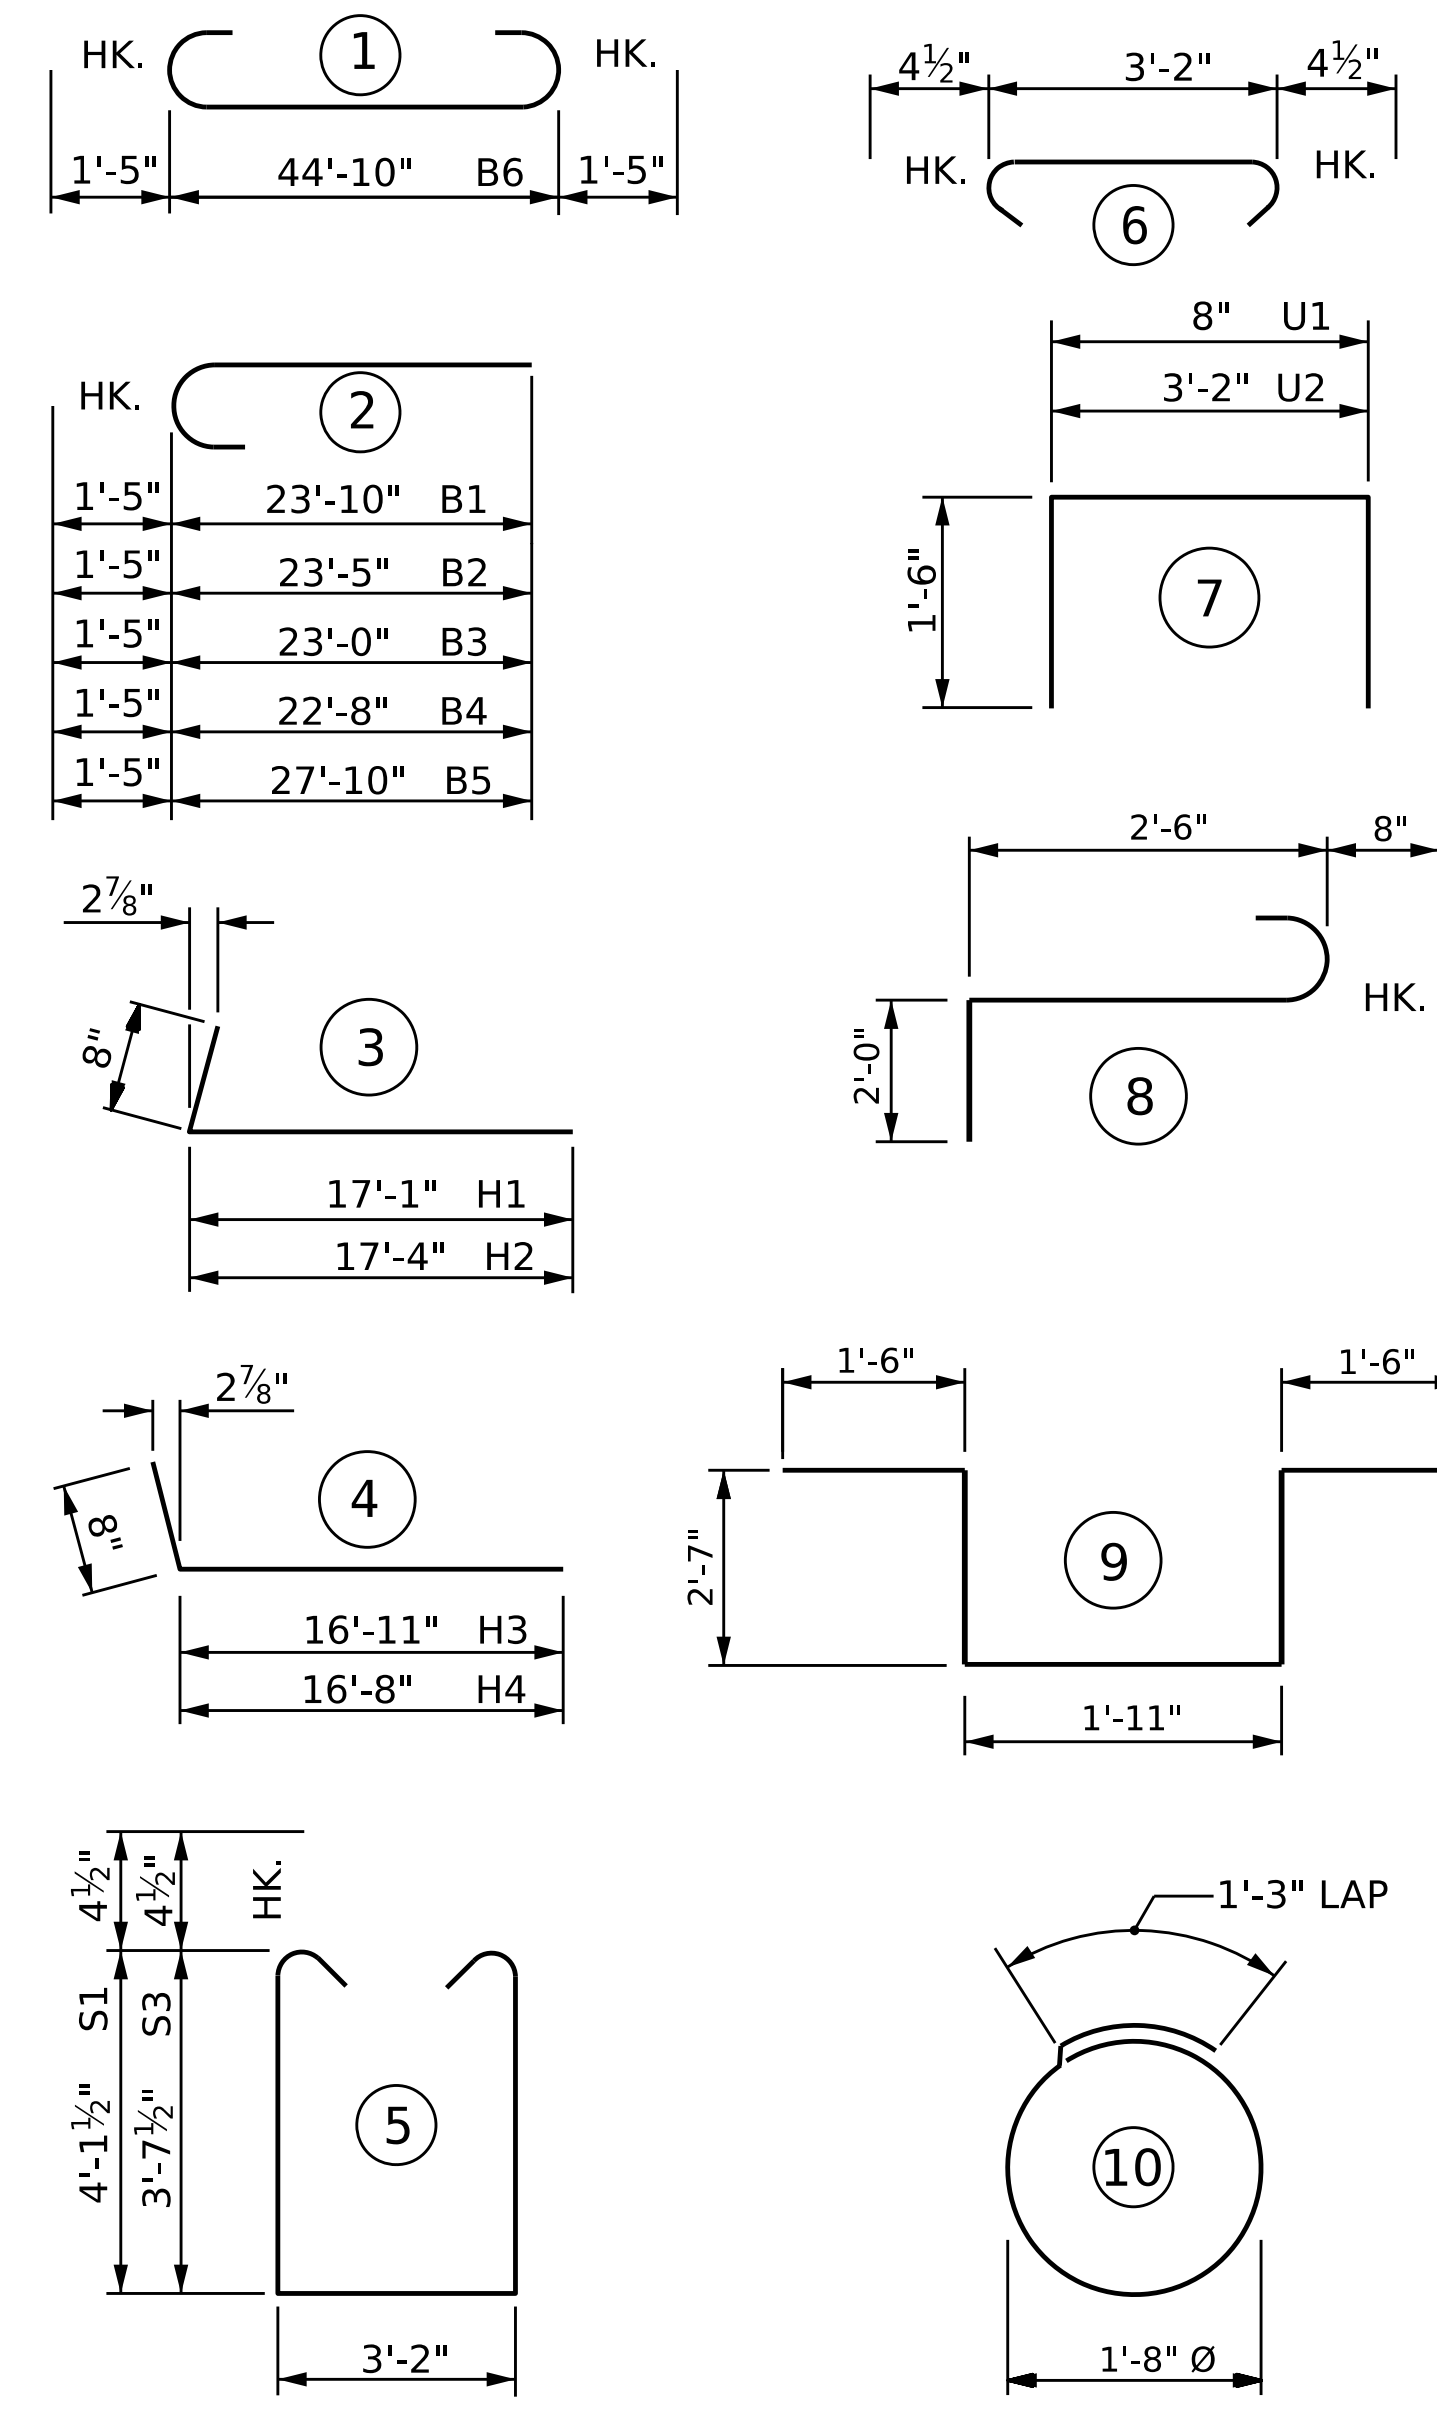 HK. 1 HK.
1'-5" 44'-10" B6 1'-5"
4½" 3'-2" 4½"
HK. HK.
6
HK. 2
1'-5" 23'-10" B1
1'-5" 23'-5" B2
1'-5" 23'-0" B3
1'-5" 22'-8" B4
1'-5" 27'-10" B5
8" U1
3'-2" U2
1'-6"
7
2⅞"
8"
3
17'-1" H1
17'-4" H2
2'-6" 8"
HK.
2'-0"
8
2⅞"
8"
4
16'-11" H3
16'-8" H4
1'-6" 1'-6"
2'-7"
9
1'-11"
4½" 4½" HK.
4'-1½" S1
3'-7½" S3
5
3'-2"
1'-3" LAP
10
1'-8" Ø